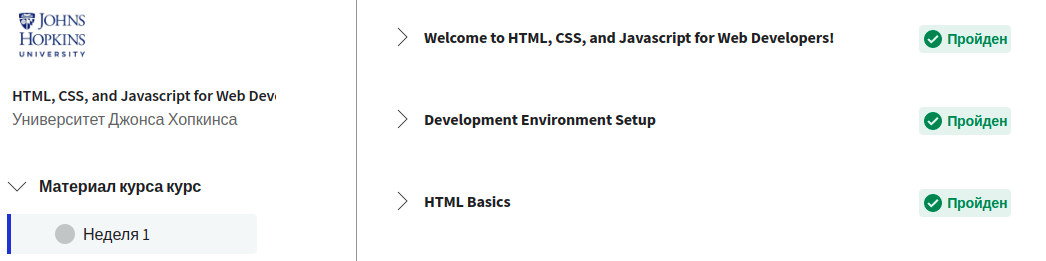 JOHNS
HOPKINS
UNIVERSITY
HTML, CSS, and Javascript for Web Dev
Университет Джонса Хопкинса
Материал курса курс
Неделя 1
Welcome to HTML, CSS, and Javascript for Web Developers!
Пройден
Development Environment Setup
Пройден
HTML Basics
Пройден